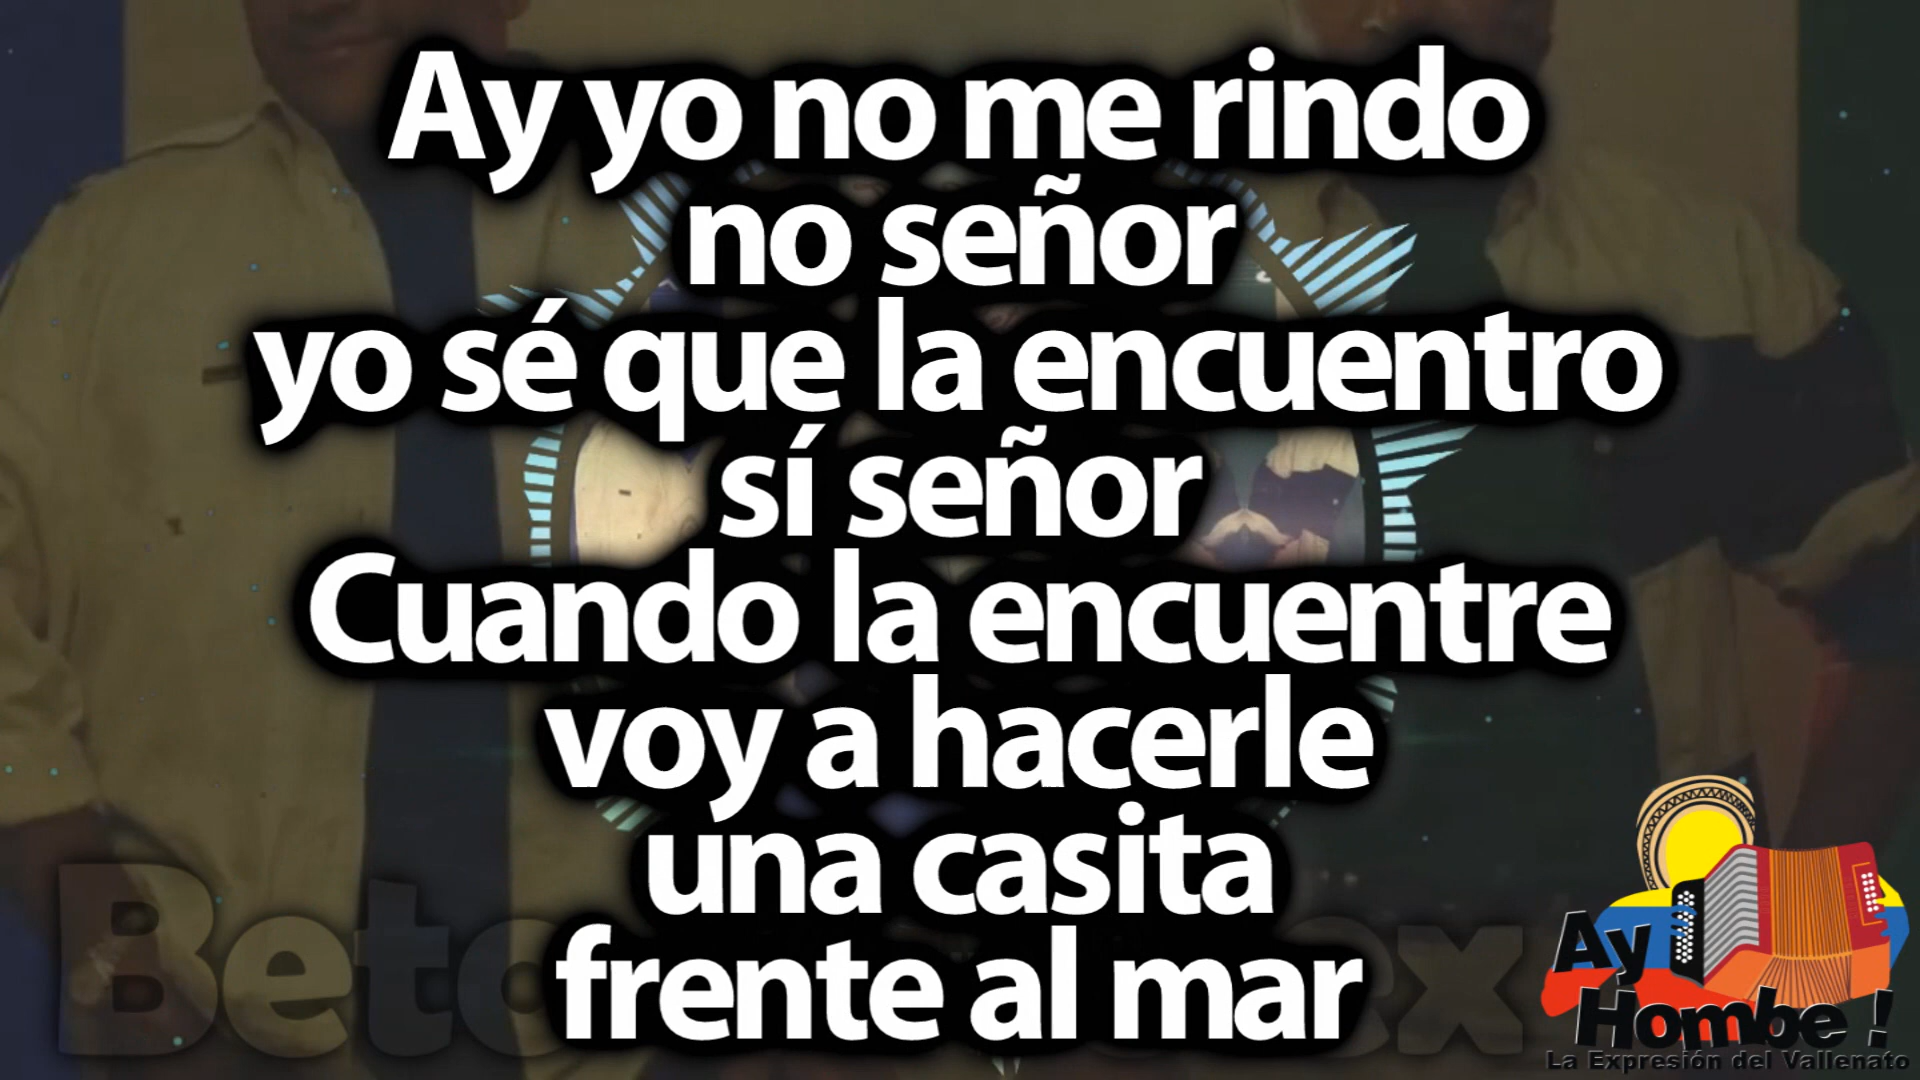 Ay yo no me rindo
no señor
yo sé que la encuentro
sí señor
Cuando la encuentre
voy a hacerle
una casita
frente al mar
Ay
Hombe !
La Expresión del Vallenato